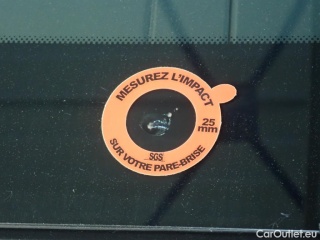 MESUREZ L'IMPACT
25
mm
SGS
SUR VOTRE PARE-BRISE
CarOutlet.eu